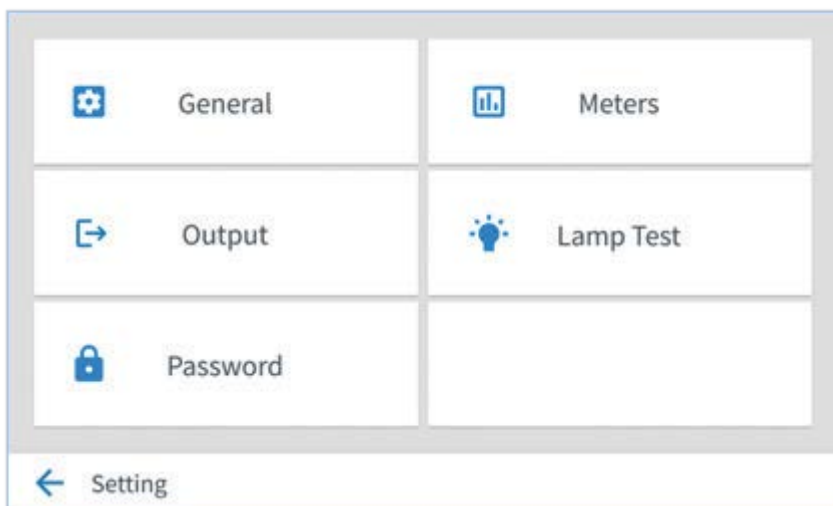 General
Meters
Output
Lamp Test
Password
Setting